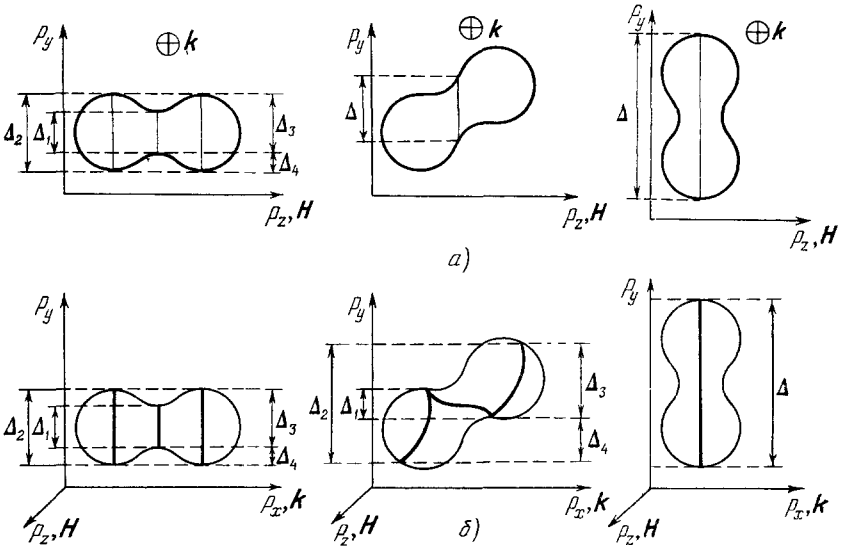 p_y
⊕ k
Δ_2
Δ_1
Δ_3
Δ_4
p_z, H
p_y
⊕ k
Δ
p_z, H
p_y
⊕ k
Δ
p_z, H
а)
p_y
Δ_2
Δ_1
Δ_3
Δ_4
p_x, k
p_z, H
p_y
Δ_2
Δ_1
Δ_3
Δ_4
p_x, k
p_z, H
p_y
Δ
p_x, k
p_z, H
б)